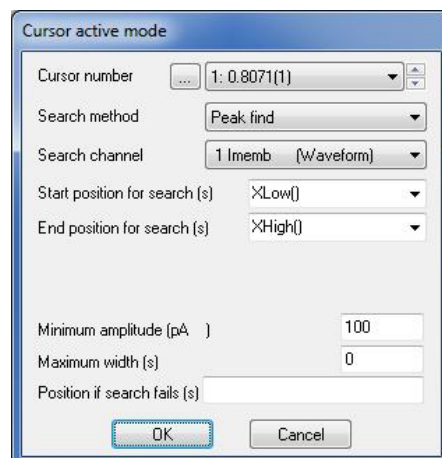 Cursor active mode
Cursor number ... 1: 0.8071(1)
Search method Peak find
Search channel 1 Imemb (Waveform)
Start position for search (s) XLow()
End position for search (s) XHigh()
Minimum amplitude (pA ) 100
Maximum width (s) 0
Position if search fails (s)
OK Cancel